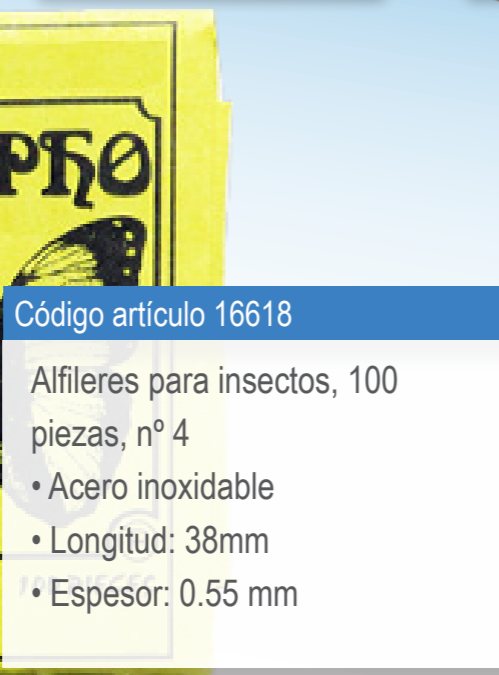 PhO
Código artículo 16618
Alfileres para insectos, 100
piezas, nº 4
• Acero inoxidable
• Longitud: 38mm
• Espesor: 0.55 mm